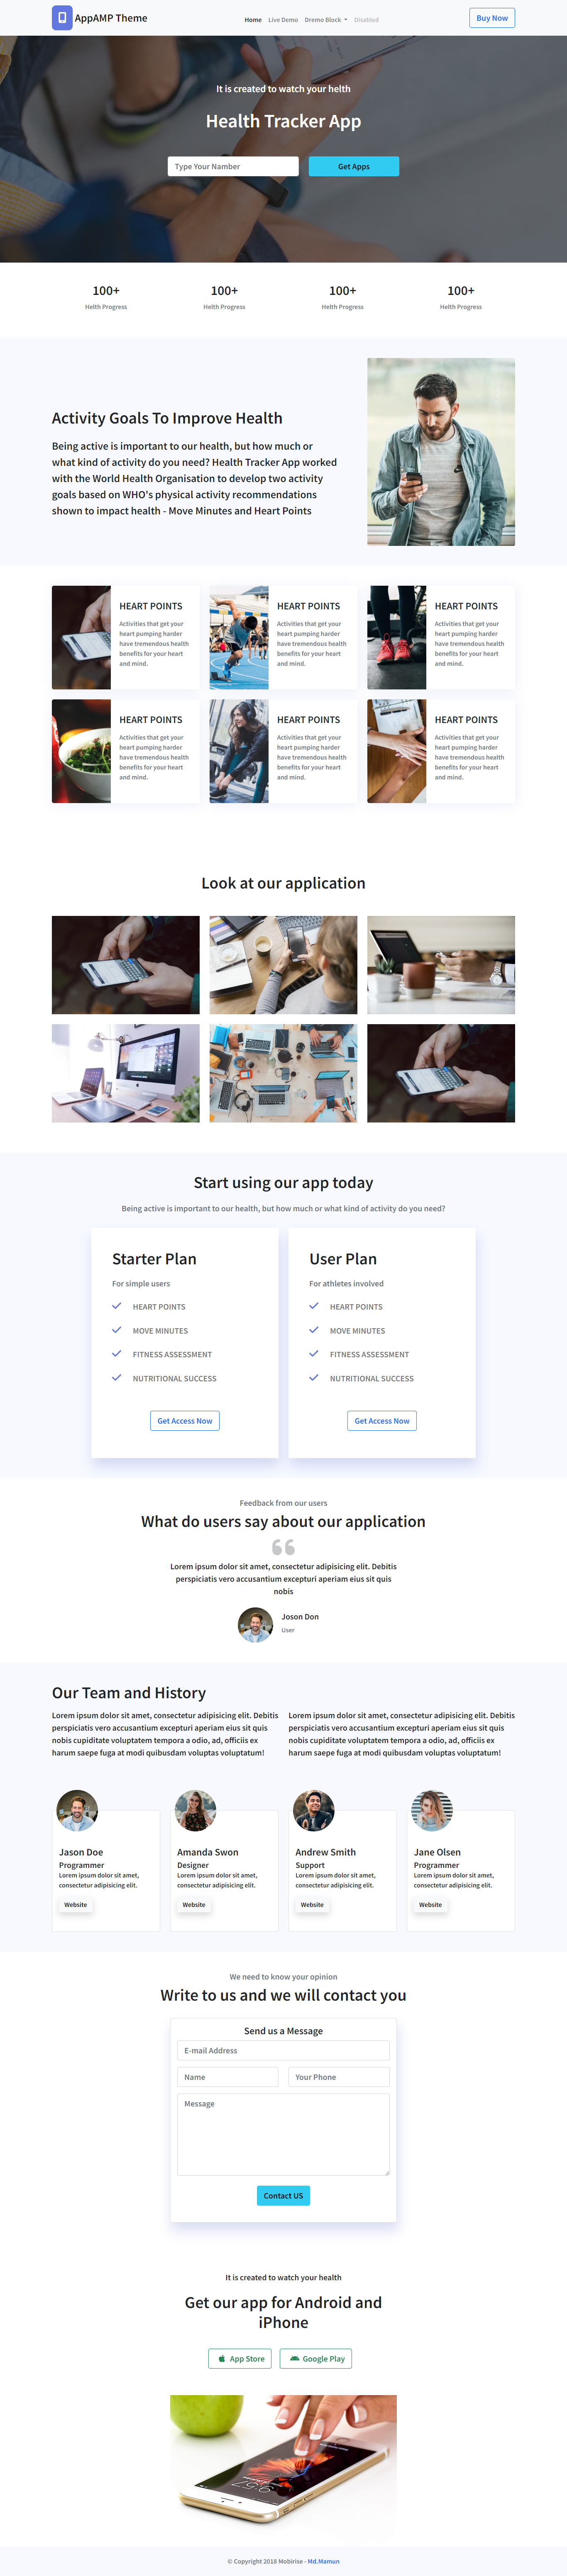 AppAMP Theme
Home Live Demo Dremo Block Disabled
Buy Now
It is created to watch your helth
Health Tracker App
Type Your Namber
Get Apps
100+ 100+ 100+ 100+
Helth Progress Helth Progress Helth Progress Helth Progress
Activity Goals To Improve Health
Being active is important to our health, but how much or
what kind of activity do you need? Health Tracker App worked
with the World Health Organisation to develop two activity
goals based on WHO's physical activity recommendations
shown to impact health - Move Minutes and Heart Points
HEART POINTS
Activities that get your
heart pumping harder
have tremendous health
benefits for your heart
and mind.
HEART POINTS
Activities that get your
heart pumping harder
have tremendous health
benefits for your heart
and mind.
HEART POINTS
Activities that get your
heart pumping harder
have tremendous health
benefits for your heart
and mind.
HEART POINTS
Activities that get your
heart pumping harder
have tremendous health
benefits for your heart
and mind.
HEART POINTS
Activities that get your
heart pumping harder
have tremendous health
benefits for your heart
and mind.
HEART POINTS
Activities that get your
heart pumping harder
have tremendous health
benefits for your heart
and mind.
Look at our application
Start using our app today
Being active is important to our health, but how much or what kind of activity do you need?
Starter Plan
For simple users
HEART POINTS
MOVE MINUTES
FITNESS ASSESSMENT
NUTRITIONAL SUCCESS
Get Access Now
User Plan
For athletes involved
HEART POINTS
MOVE MINUTES
FITNESS ASSESSMENT
NUTRITIONAL SUCCESS
Get Access Now
Feedback from our users
What do users say about our application
Lorem ipsum dolor sit amet, consectetur adipisicing elit. Debitis
perspiciatis vero accusantium excepturi aperiam eius sit quis
nobis
Joson Don
User
Our Team and History
Lorem ipsum dolor sit amet, consectetur adipisicing elit. Debitis
perspiciatis vero accusantium excepturi aperiam eius sit quis
nobis cupiditate voluptatem tempora a odio, ad, officiis ex
harum saepe fuga at modi quibusdam voluptas voluptatum!
Lorem ipsum dolor sit amet, consectetur adipisicing elit. Debitis
perspiciatis vero accusantium excepturi aperiam eius sit quis
nobis cupiditate voluptatem tempora a odio, ad, officiis ex
harum saepe fuga at modi quibusdam voluptas voluptatum!
Jason Doe
Programmer
Lorem ipsum dolor sit amet,
consectetur adipisicing elit.
Website
Amanda Swon
Designer
Lorem ipsum dolor sit amet,
consectetur adipisicing elit.
Website
Andrew Smith
Support
Lorem ipsum dolor sit amet,
consectetur adipisicing elit.
Website
Jane Olsen
Programmer
Lorem ipsum dolor sit amet,
consectetur adipisicing elit.
Website
We need to know your opinion
Write to us and we will contact you
Send us a Message
E-mail Address
Name
Your Phone
Message
Contact US
It is created to watch your health
Get our app for Android and
iPhone
App Store
Google Play
© Copyright 2018 Mobirise - Md.Mamun